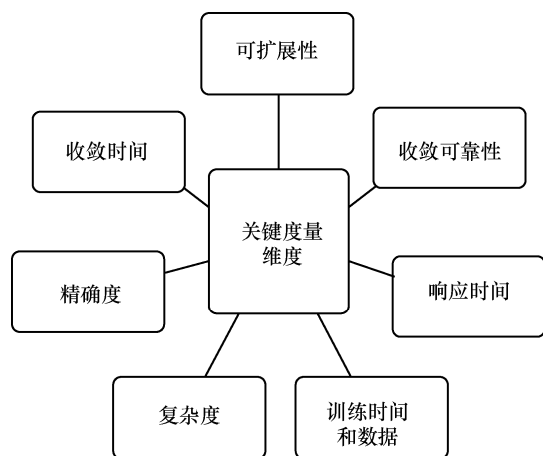 可扩展性
收敛时间
收敛可靠性
关键度量
维度
精确度
响应时间
复杂度
训练时间
和数据